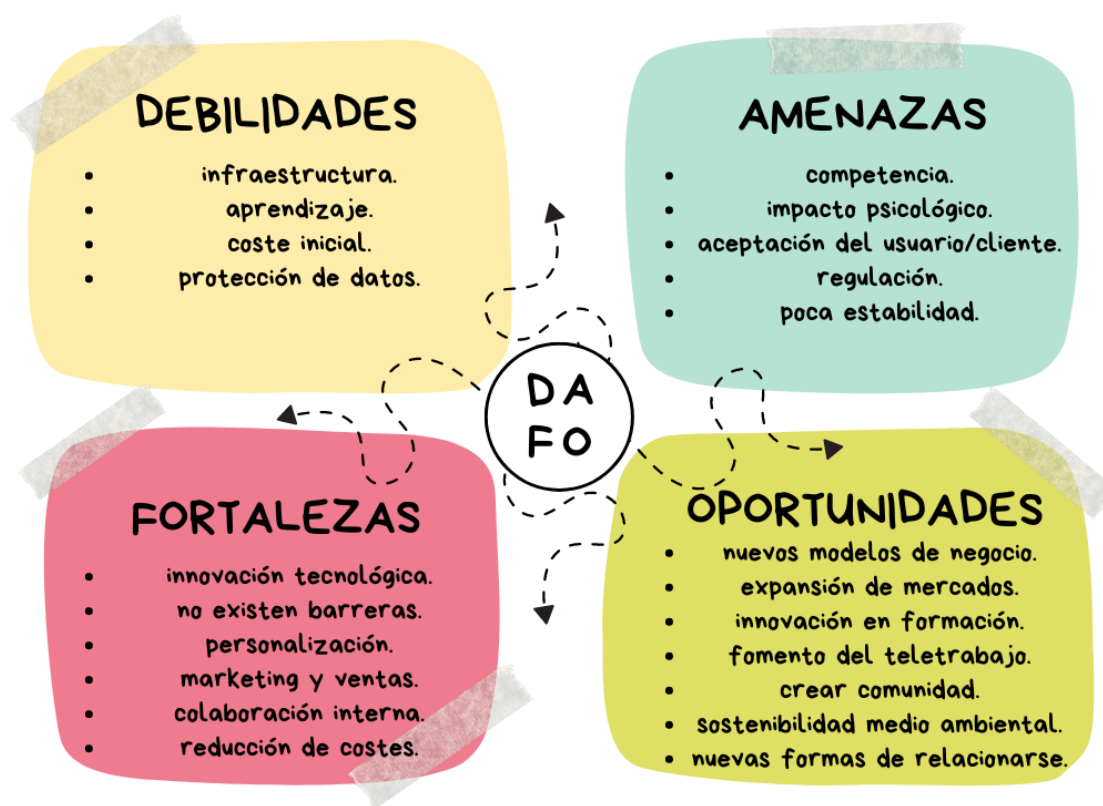 DEBILIDADES
infraestructura.
aprendizaje.
coste inicial.
protección de datos.
AMENAZAS
competencia.
impacto psicológico.
aceptación del usuario/cliente.
regulación.
poca estabilidad.
DA
FO
FORTALEZAS
innovación tecnológica.
no existen barreras.
personalización.
marketing y ventas.
colaboración interna.
reducción de costes.
OPORTUNIDADES
nuevos modelos de negocio.
expansión de mercados.
innovación en formación.
fomento del teletrabajo.
crear comunidad.
sostenibilidad medio ambiental.
nuevas formas de relacionarse.